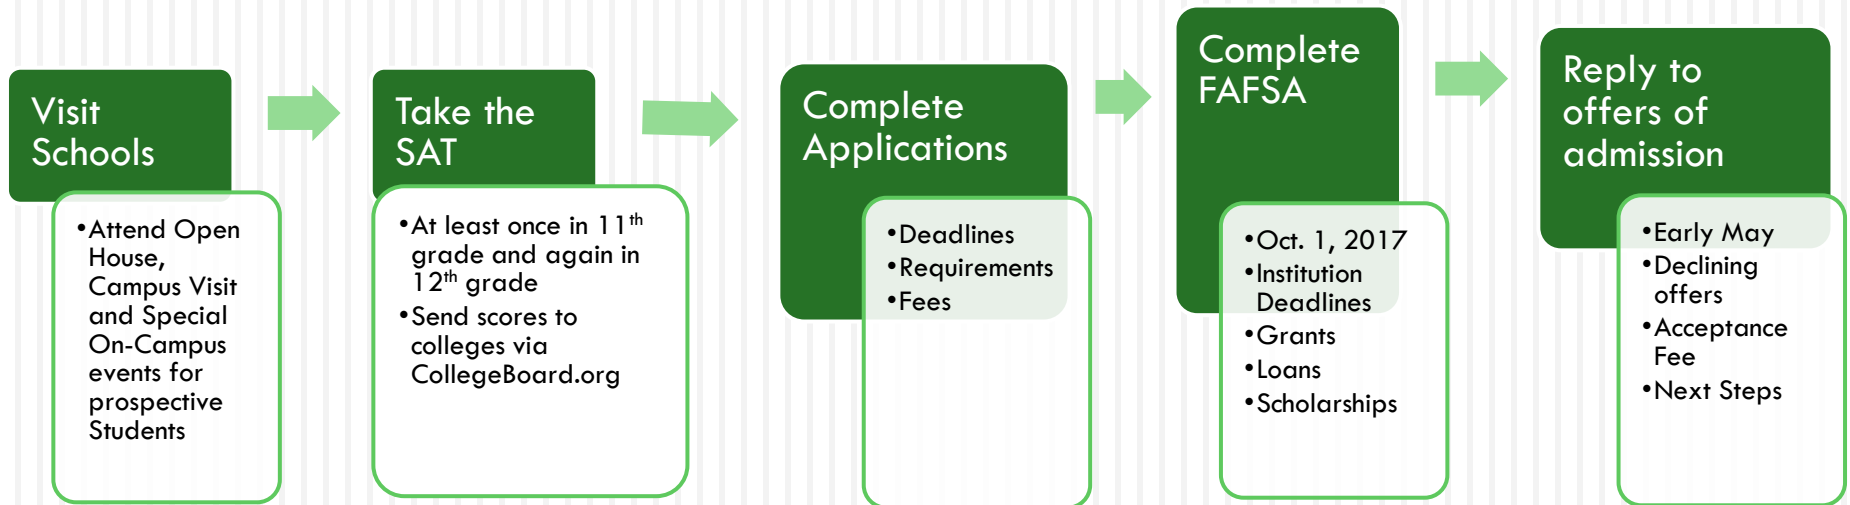 Visit
Schools
•Attend Open
House,
Campus Visit
and Special
On-Campus
events for
prospective
Students
Take the
SAT
•At least once in 11th
grade and again in
12th grade
•Send scores to
colleges via
CollegeBoard.org
Complete
Applications
•Deadlines
•Requirements
•Fees
Complete
FAFSA
•Oct. 1, 2017
•Institution
Deadlines
•Grants
•Loans
•Scholarships
Reply to
offers of
admission
•Early May
•Declining
offers
•Acceptance
Fee
•Next Steps